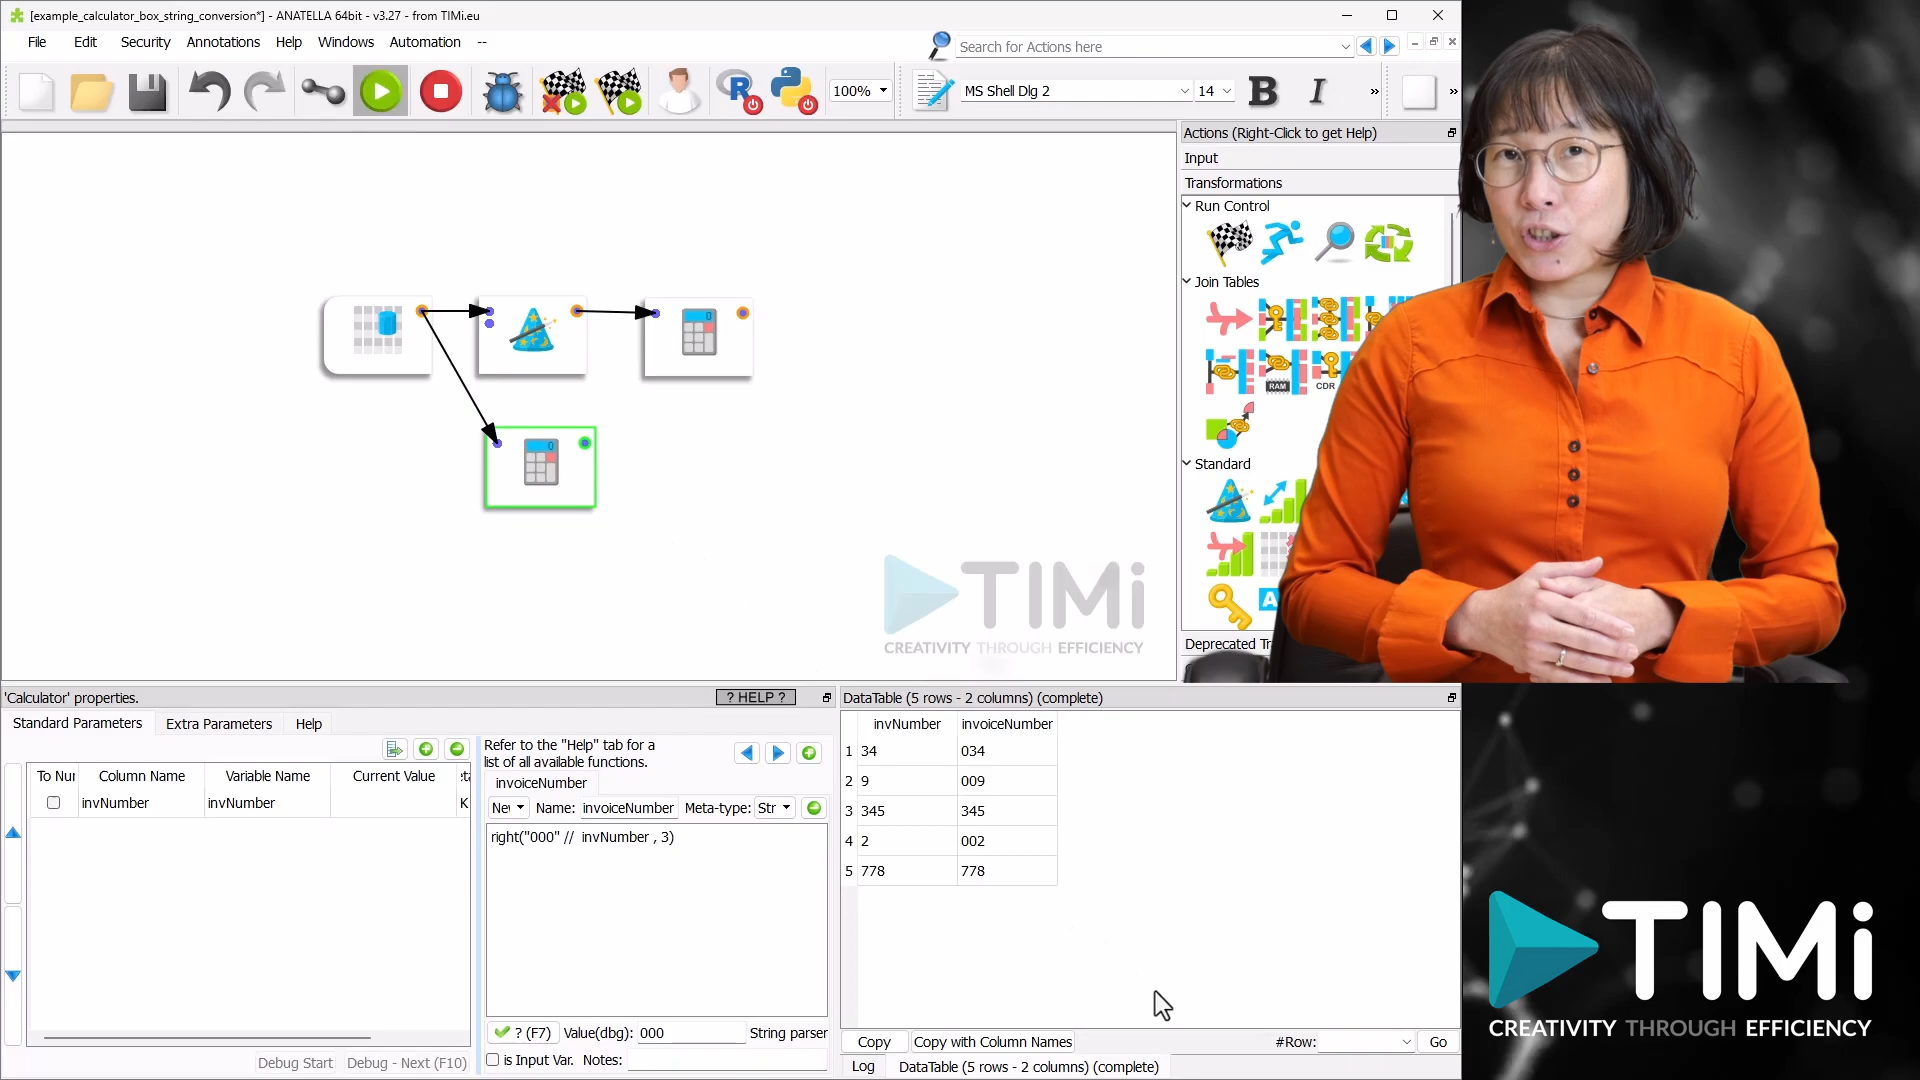 [example_calculator_box_string_conversion*] - ANATELLA 64bit - v3.27 - from TIMi.eu
File Edit Security Annotations Help Windows Automation --
Search for Actions here
100% MS Shell Dlg 2 14 B I » »
Actions (Right-Click to get Help)
Input
Transformations
Run Control
Join Tables
RAM CDR
Standard
Deprecated Tr
TIMi
CREATIVITY THROUGH EFFICIENCY
'Calculator' properties.
? HELP ?
Standard Parameters Extra Parameters Help
To Nur Column Name Variable Name Current Value
invNumber invNumber K
Debug Start Debug - Next (F10)
Refer to the "Help" tab for a
list of all available functions.
invoiceNumber
Nev Name: invoiceNumber Meta-type: Str
right("000" // invNumber , 3)
? (F7) Value(dbg): 000 String parser
is Input Var. Notes:
DataTable (5 rows - 2 columns) (complete)
invNumber invoiceNumber
1 34 034
2 9 009
3 345 345
4 2 002
5 778 778
Copy Copy with Column Names #Row: Go
Log DataTable (5 rows - 2 columns) (complete)
TIMi
CREATIVITY THROUGH EFFICIENCY